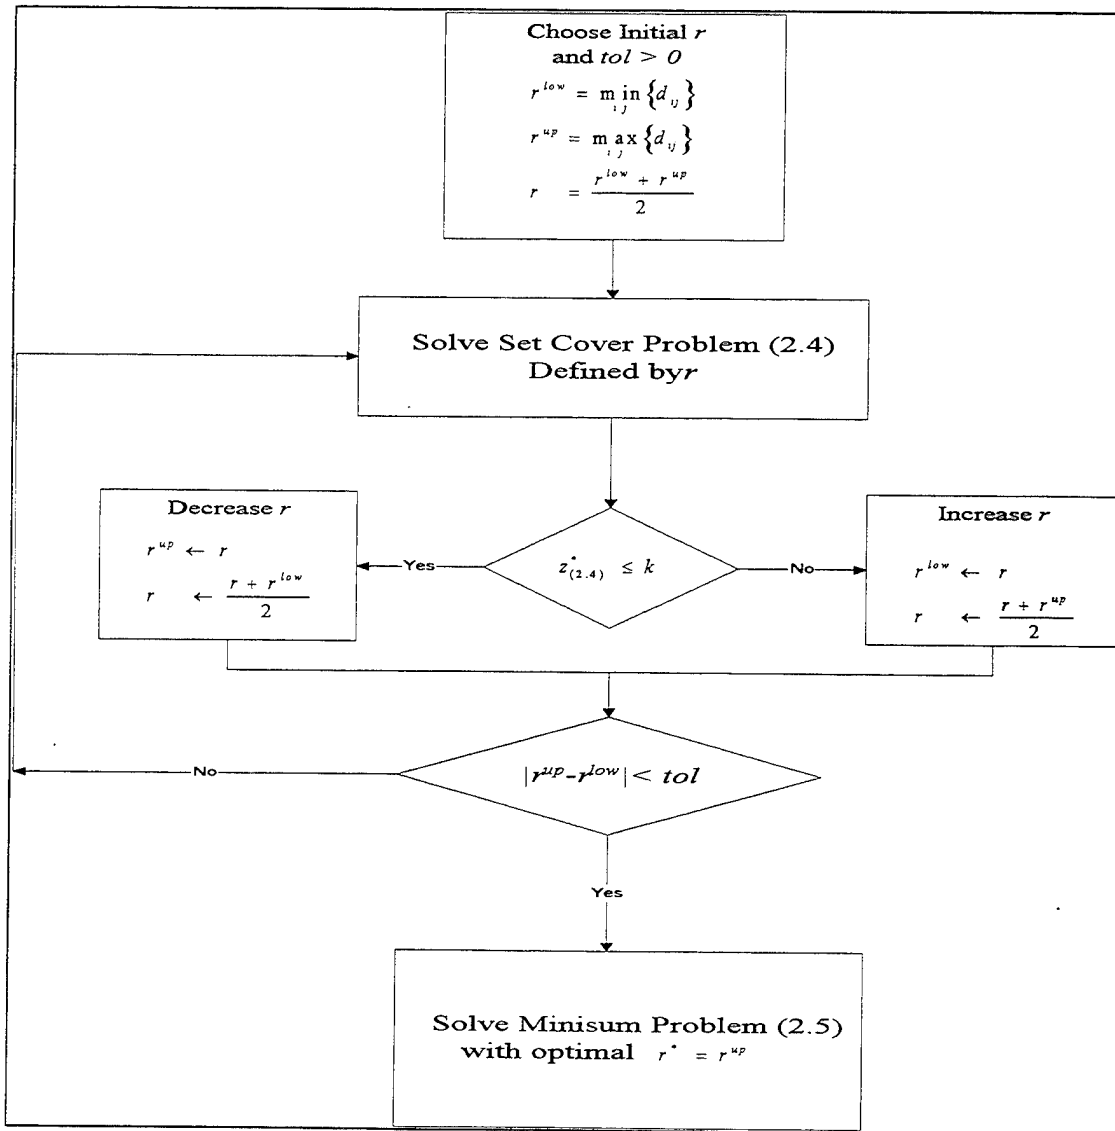 Choose Initial r
and tol > 0
r^low = min_{i j} {d_ij}
r^up = max_{i j} {d_ij}
r = (r^low + r^up) / 2
Solve Set Cover Problem (2.4)
Defined byr
Decrease r
r^up ← r
r ← (r + r^low) / 2
Yes
z*_(2.4) ≤ k
No
Increase r
r^low ← r
r ← (r + r^up) / 2
No
|r^up-r^low| < tol
Yes
Solve Minisum Problem (2.5)
with optimal r* = r^up